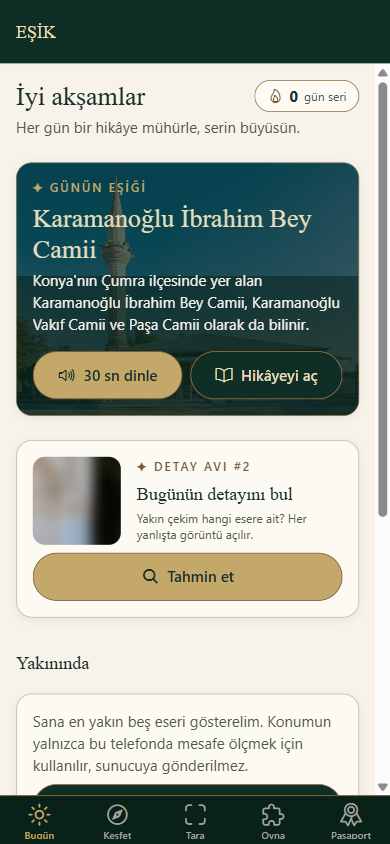 EŞİK
İyi akşamlar
0 gün seri
Her gün bir hikâye mühürle, serin büyüsün.
GÜNÜN EŞİĞİ
Karamanoğlu İbrahim Bey
Camii
Konya'nın Çumra ilçesinde yer alan
Karamanoğlu İbrahim Bey Camii, Karamanoğlu
Vakıf Camii ve Paşa Camii olarak da bilinir.
30 sn dinle
Hikâyeyi aç
DETAY AVI #2
Bugünün detayını bul
Yakın çekim hangi esere ait? Her
yanlışta görüntü açılır.
Tahmin et
Yakınında
Sana en yakın beş eseri gösterelim. Konumun
yalnızca bu telefonda mesafe ölçmek için
kullanılır, sunucuya gönderilmez.
Bugün
Keşfet
Tara
Oyna
Pasaport